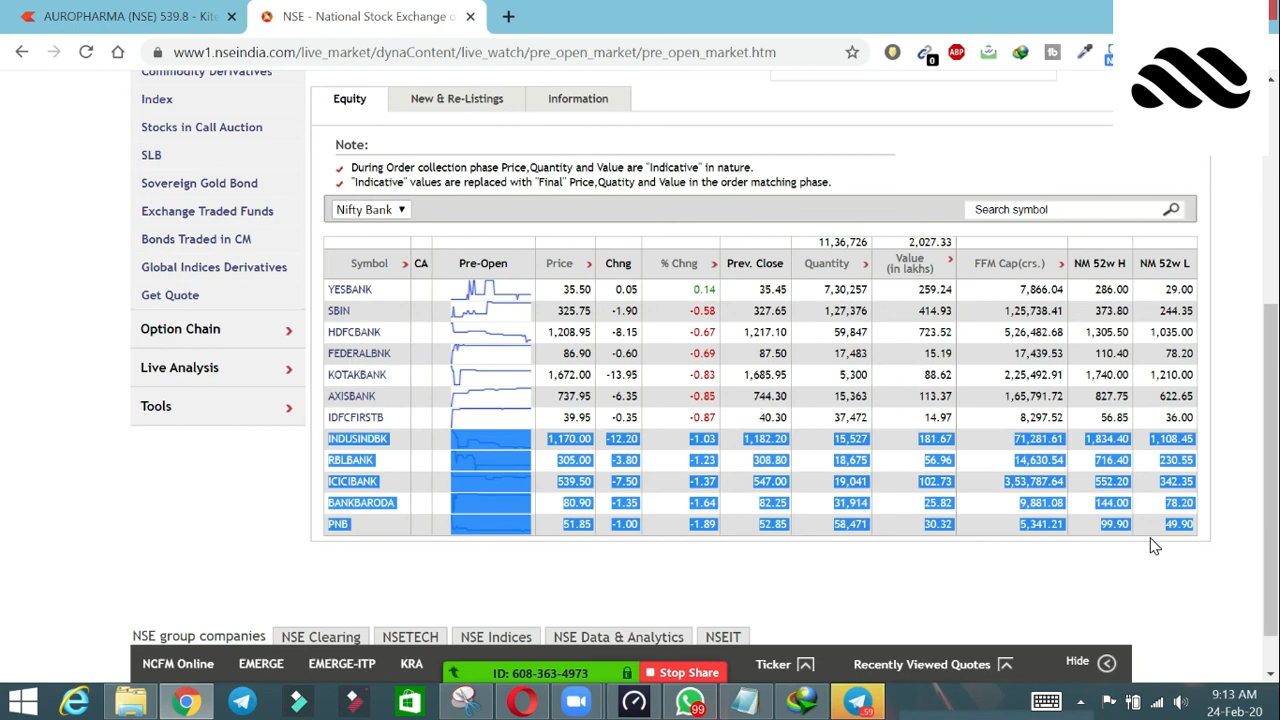 AUROPHARMA (NSE) 539.8 - Kit
NSE - National Stock Exchange o
www1.nseindia.com/live_market/dynaContent/live_watch/pre_open_market/pre_open_market.htm
0
ABP
Commodity Derivatives
Index
Stocks in Call Auction
SLB
Sovereign Gold Bond
Exchange Traded Funds
Bonds Traded in CM
Global Indices Derivatives
Get Quote
Option Chain
Live Analysis
Tools
Equity New & Re-Listings Information
Note:
During Order collection phase Price,Quantity and Value are "Indicative" in nature.
"Indicative" values are replaced with "Final" Price,Quatity and Value in the order matching phase.
Nifty Bank Search symbol
11,36,726 2,027.33
Symbol CA Pre-Open Price Chng % Chng Prev. Close Quantity Value (in lakhs) FFM Cap(crs.) NM 52w H NM 52w L
YESBANK 35.50 0.05 0.14 35.45 7,30,257 259.24 7,866.04 286.00 29.00
SBIN 325.75 -1.90 -0.58 327.65 1,27,376 414.93 1,25,738.41 373.80 244.35
HDFCBANK 1,208.95 -8.15 -0.67 1,217.10 59,847 723.52 5,26,482.68 1,305.50 1,035.00
FEDERALBNK 86.90 -0.60 -0.69 87.50 17,483 15.19 17,439.53 110.40 78.20
KOTAKBANK 1,672.00 -13.95 -0.83 1,685.95 5,300 88.62 2,25,492.91 1,740.00 1,210.00
AXISBANK 737.95 -6.35 -0.85 744.30 15,363 113.37 1,65,791.72 827.75 622.65
IDFCFIRSTB 39.95 -0.35 -0.87 40.30 37,472 14.97 8,297.52 56.85 36.00
INDUSINDBK 1,170.00 -12.20 -1.03 1,182.20 15,527 181.67 71,281.61 1,834.40 1,108.45
RBLBANK 305.00 -3.80 -1.23 308.80 18,675 56.96 14,630.54 716.40 230.55
ICICIBANK 539.50 -7.50 -1.37 547.00 19,041 102.73 3,53,787.64 552.20 342.35
BANKBARODA 80.90 -1.35 -1.64 82.25 31,914 25.82 9,881.08 144.00 78.20
PNB 51.85 -1.00 -1.89 52.85 58,471 30.32 5,341.21 99.90 49.90
NSE group companies NSE Clearing NSETECH NSE Indices NSE Data & Analytics NSEIT
NCFM Online EMERGE EMERGE-ITP KRA Ticker Recently Viewed Quotes Hide
ID: 608-363-4973 Stop Share
99
59
9:13 AM
24-Feb-20